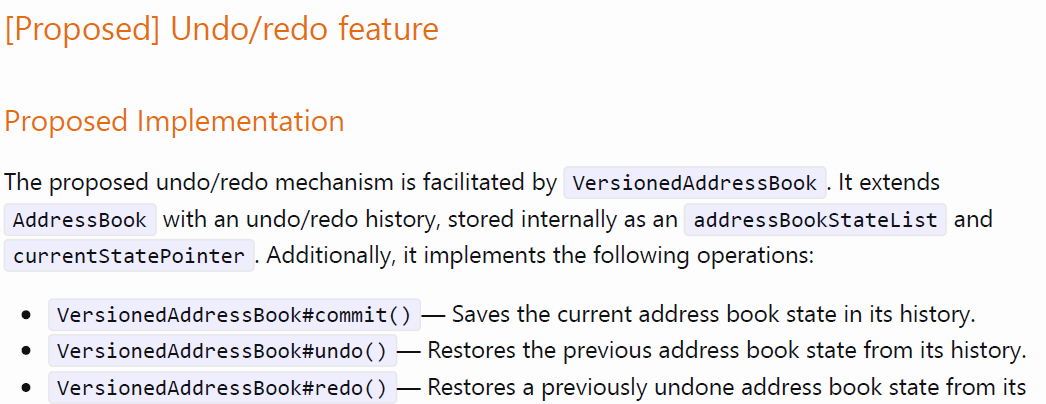 [Proposed] Undo/redo feature
Proposed Implementation
The proposed undo/redo mechanism is facilitated by VersionedAddressBook. It extends
AddressBook with an undo/redo history, stored internally as an addressBookStateList and
currentStatePointer. Additionally, it implements the following operations:
• VersionedAddressBook#commit() — Saves the current address book state in its history.
• VersionedAddressBook#undo() — Restores the previous address book state from its history.
• VersionedAddressBook#redo() — Restores a previously undone address book state from its